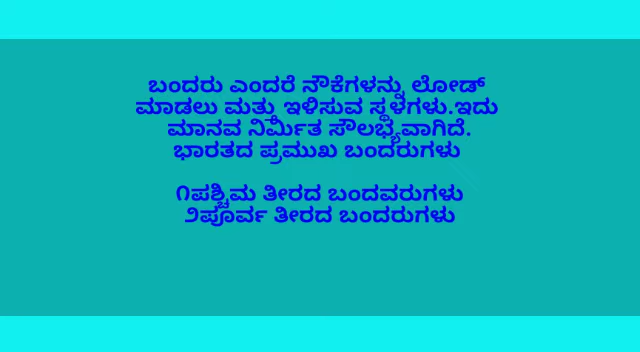 ಬಂದರು ಎಂದರೆ ನೌಕೆಗಳನ್ನು ಲೋಡ್
ಮಾಡಲು ಮತ್ತು ಇಳಿಸುವ ಸ್ಥಳಗಳು.ಇದು
ಮಾನವ ನಿರ್ಮಿತ ಸೌಲಭ್ಯವಾಗಿದೆ.
ಭಾರತದ ಪ್ರಮುಖ ಬಂದರುಗಳು
೧ಪಶ್ಚಿಮ ತೀರದ ಬಂದವರುಗಳು
೨ಪೂರ್ವ ತೀರದ ಬಂದರುಗಳು